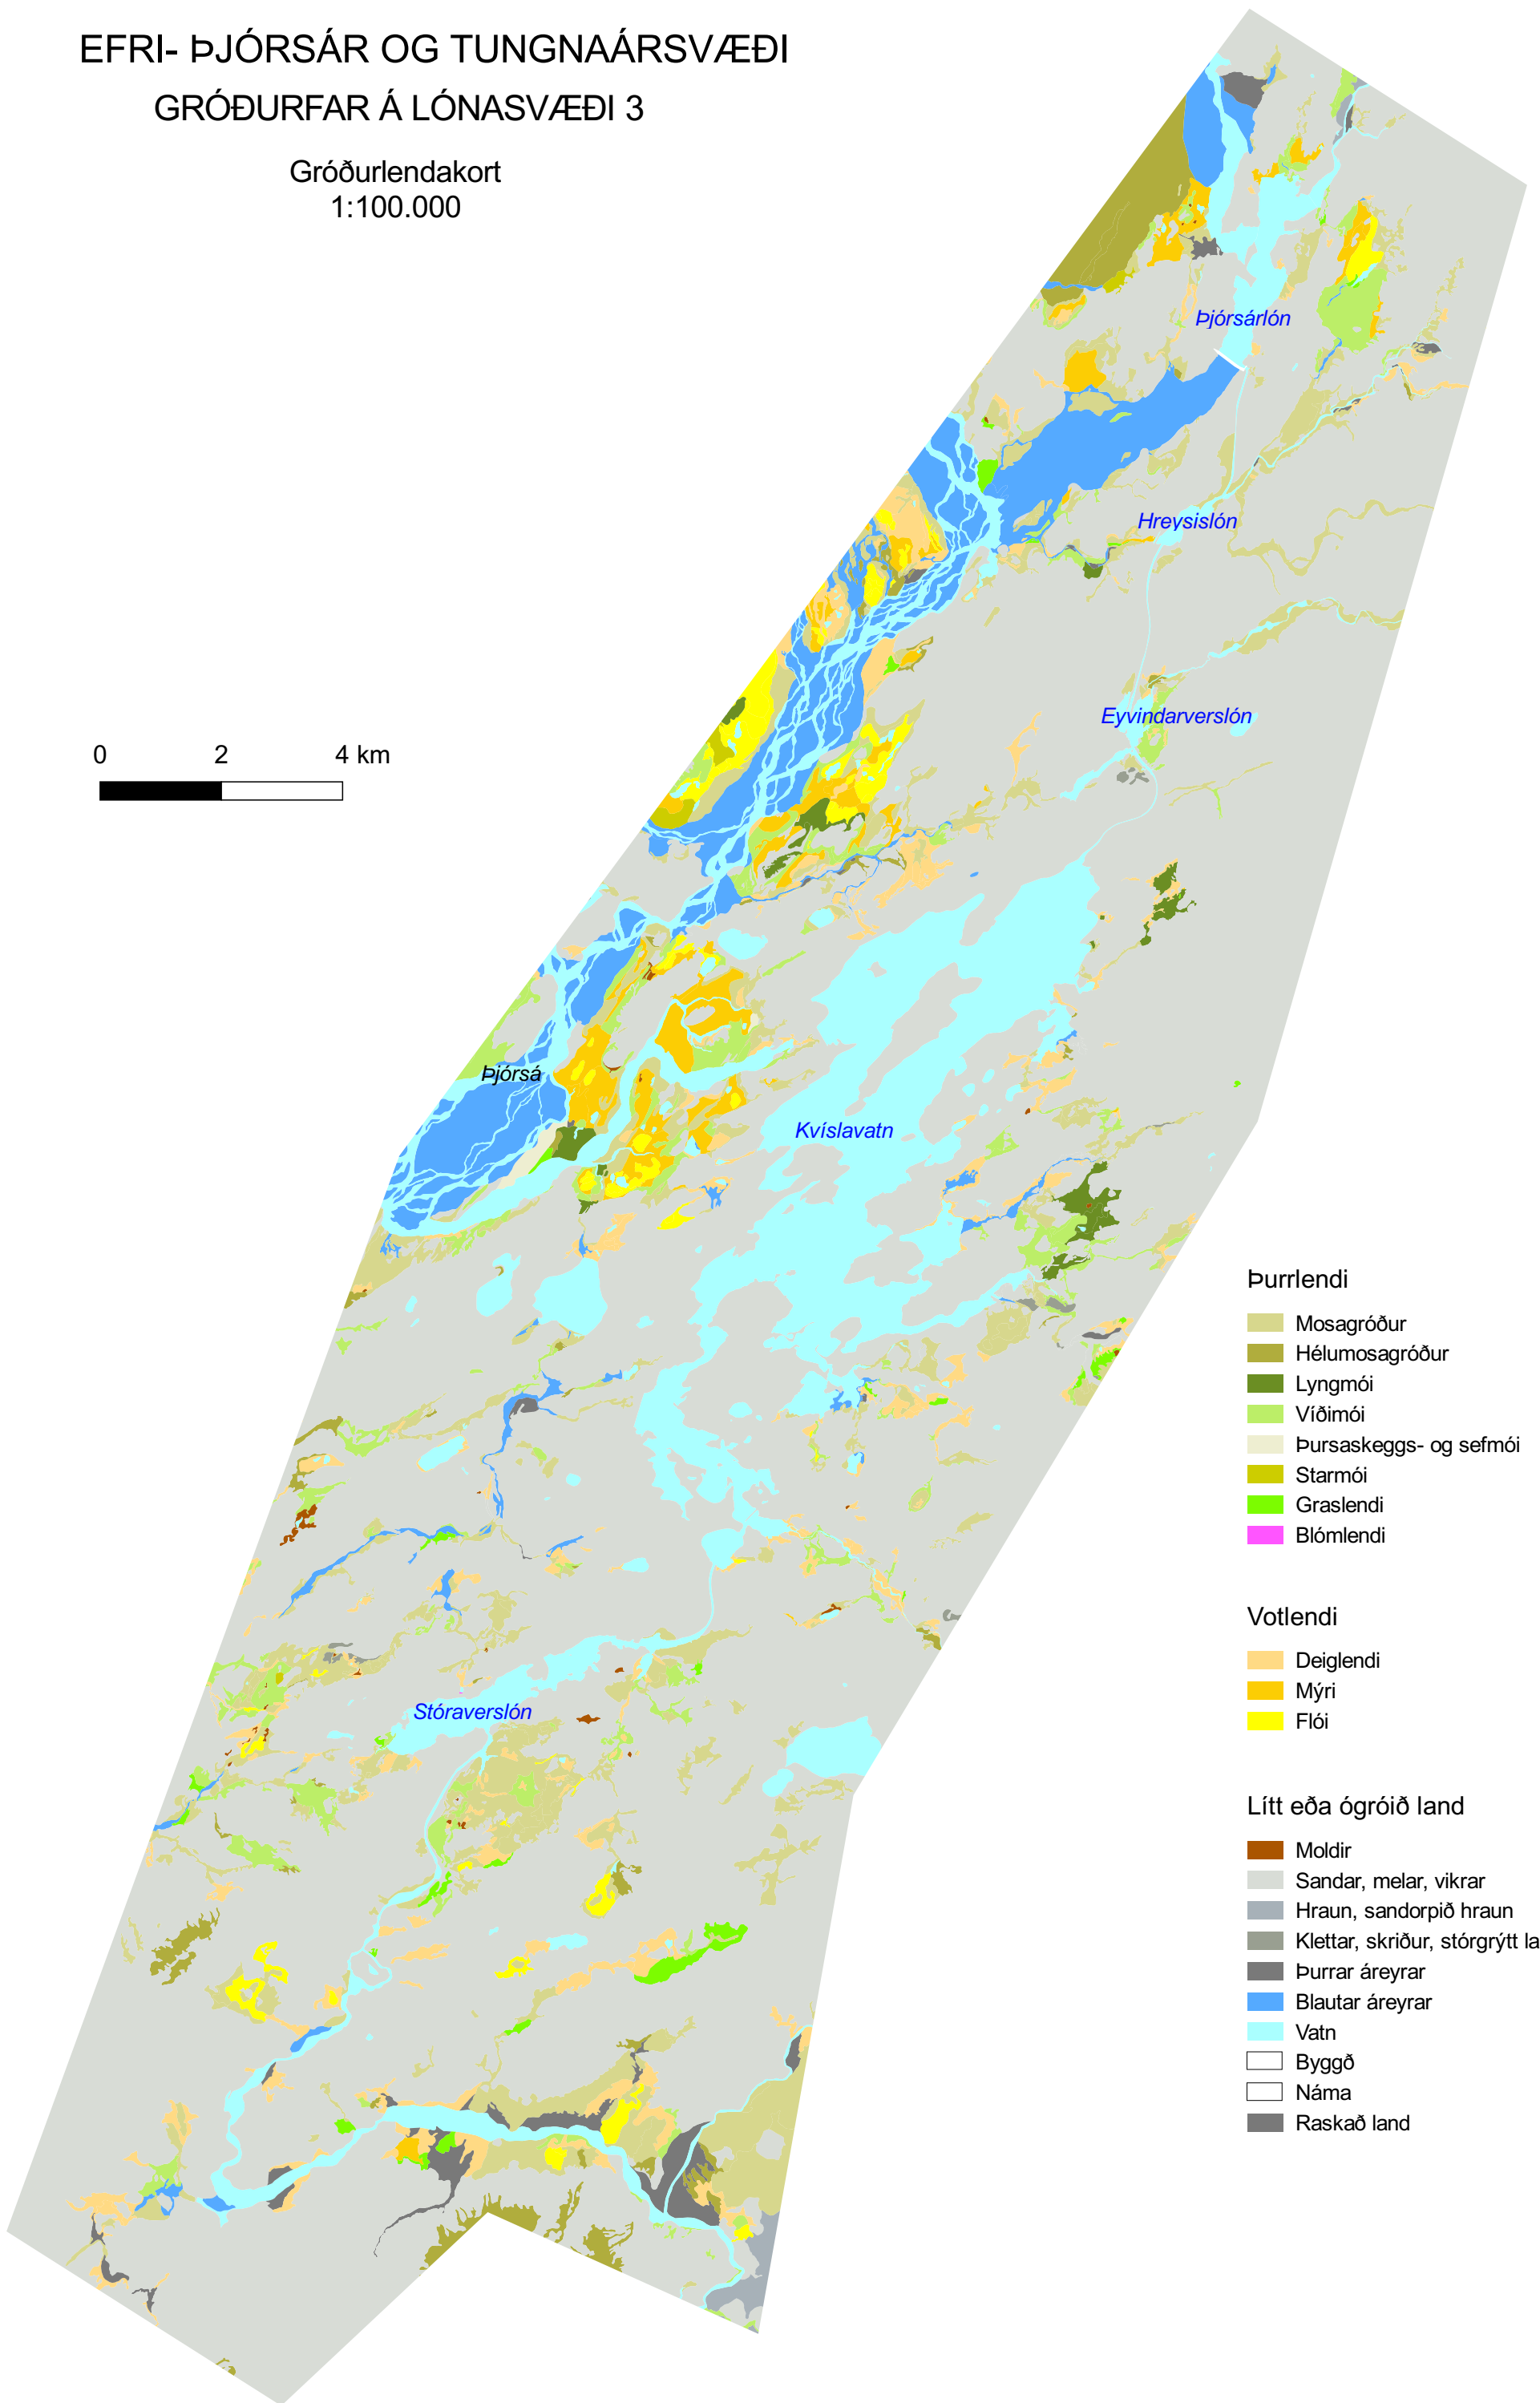 EFRI- ÞJÓRSÁR OG TUNGNAÁRSVÆÐI
GRÓÐURFAR Á LÓNASVÆÐI 3
Gróðurlendakort
1:100.000
Þjórsárlón
Hreysislón
Eyvindarverslón
0 2 4 km
Þjórsá
Kvíslavatn
Stóraverslón
Þurrlendi
Mosagróður
Hélumosagróður
Lyngmói
Víðimói
Þursaskeggs- og sefmói
Starmói
Graslendi
Blómlendi
Votlendi
Deiglendi
Mýri
Flói
Lítt eða ógróið land
Moldir
Sandar, melar, vikrar
Hraun, sandorpið hraun
Klettar, skriður, stórgrýtt la
Þurrar áreyrar
Blautar áreyrar
Vatn
Byggð
Náma
Raskað land